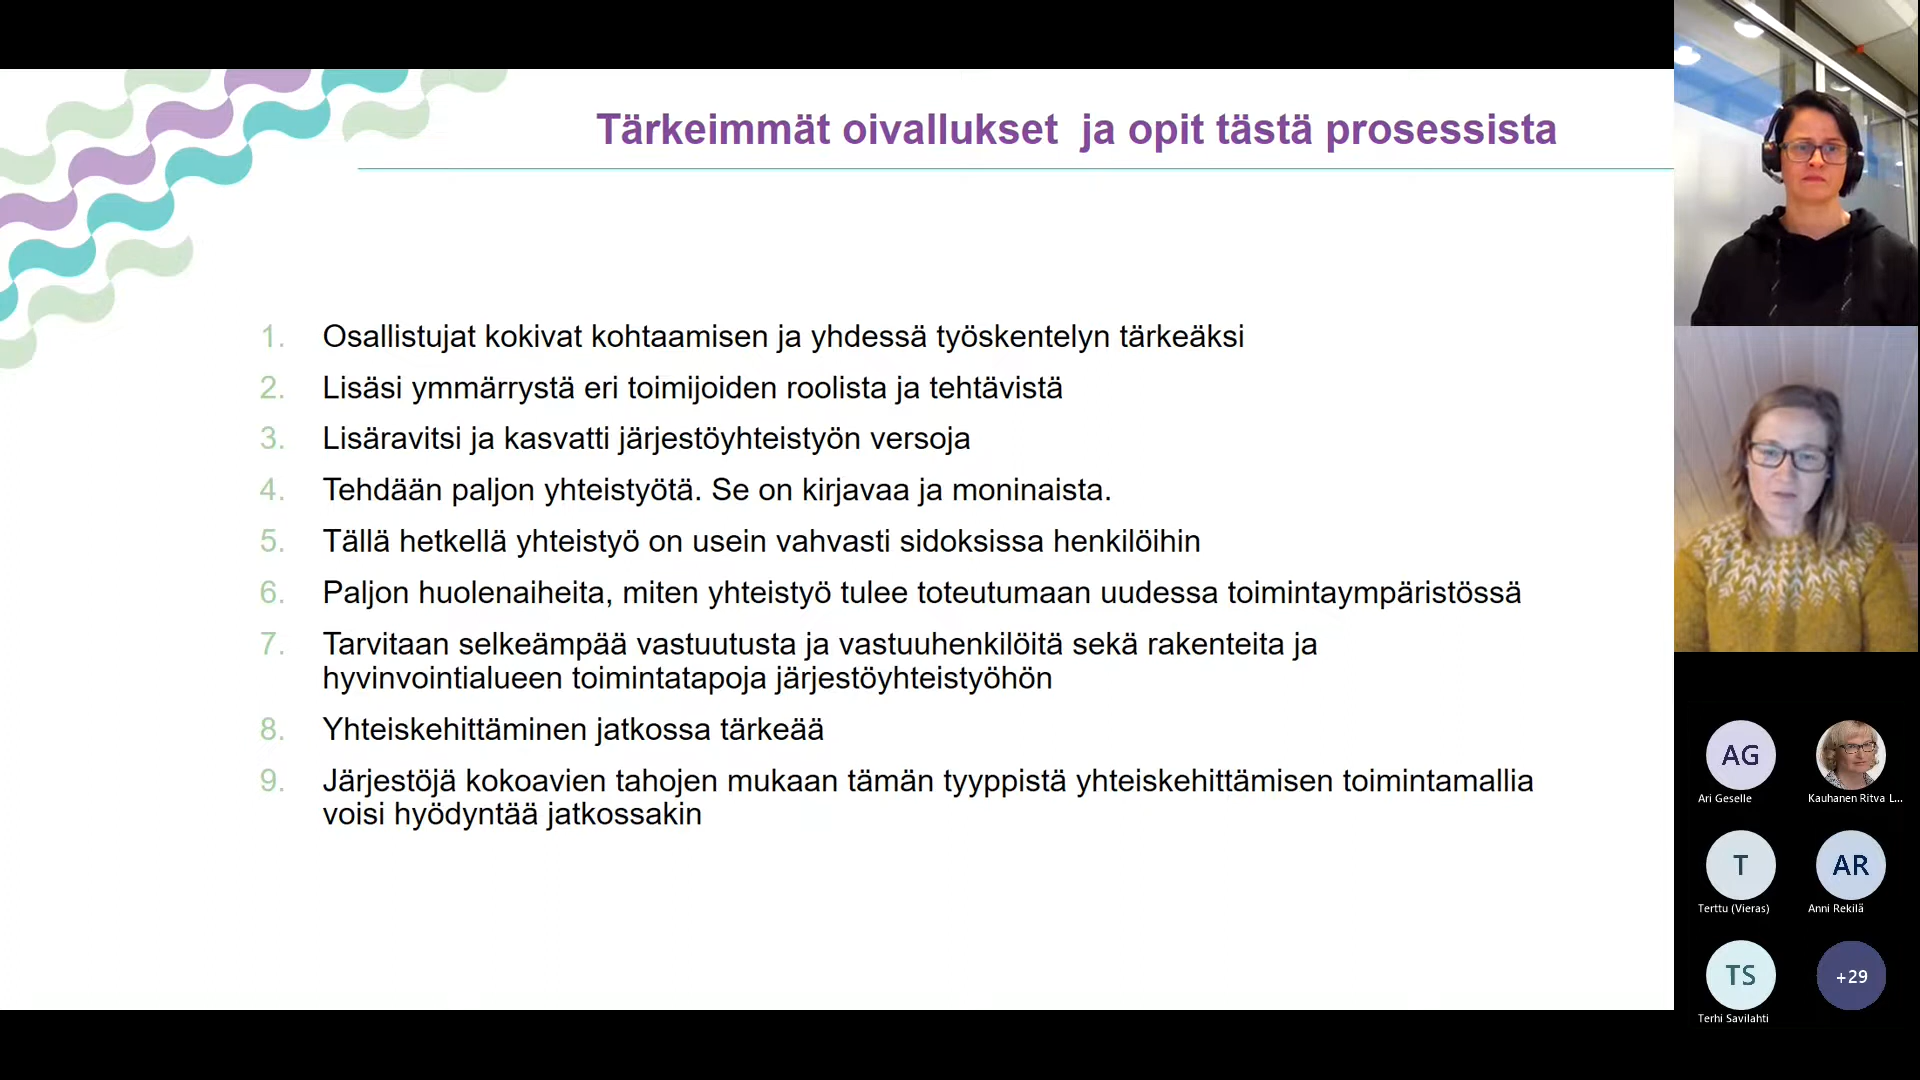 Tärkeimmät oivallukset  ja opit tästä prosessista
1. Osallistujat kokivat kohtaamisen ja yhdessä työskentelyn tärkeäksi
2. Lisäsi ymmärrystä eri toimijoiden roolista ja tehtävistä
3. Lisäravitsi ja kasvatti järjestöyhteistyön versoja
4. Tehdään paljon yhteistyötä. Se on kirjavaa ja moninaista.
5. Tällä hetkellä yhteistyö on usein vahvasti sidoksissa henkilöihin
6. Paljon huolenaiheita, miten yhteistyö tulee toteutumaan uudessa toimintaympäristössä
7. Tarvitaan selkeämpää vastuutusta ja vastuuhenkilöitä sekä rakenteita ja
hyvinvointialueen toimintatapoja järjestöyhteistyöhön
8. Yhteiskehittäminen jatkossa tärkeää
9. Järjestöjä kokoavien tahojen mukaan tämän tyyppistä yhteiskehittämisen toimintamallia
voisi hyödyntää jatkossakin
AG
Ari Geselle
Kauhanen Ritva L...
T
Terttu (Vieras)
AR
Anni Rekilä
TS
Terhi Savilahti
+29